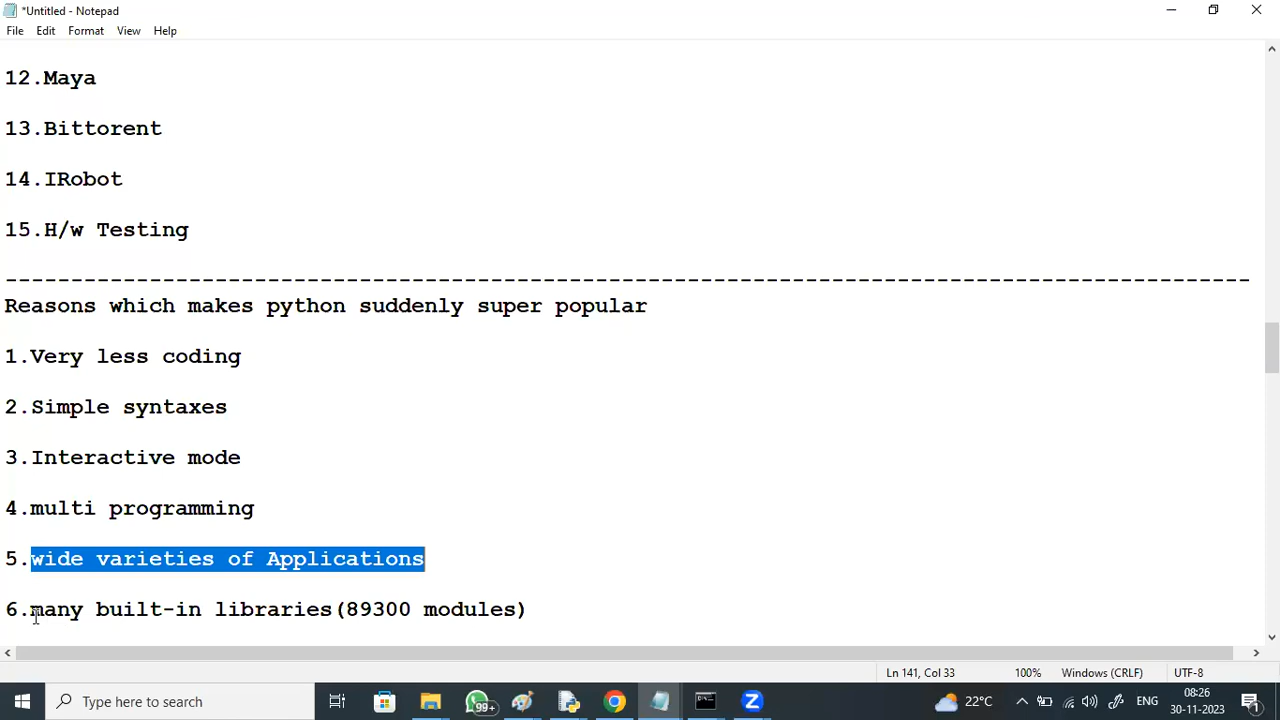 *Untitled - Notepad
File Edit Format View Help
12.Maya
13.Bittorent
14.IRobot
15.H/w Testing
-----------------------------------------------------------------------------------------------
Reasons which makes python suddenly super popular
1.Very less coding
2.Simple syntaxes
3.Interactive mode
4.multi programming
5.wide varieties of Applications
6.many built-in libraries(89300 modules)
Ln 141, Col 33 100% Windows (CRLF) UTF-8
Type here to search 99+ 22°C ENG 08:26 30-11-2023 1